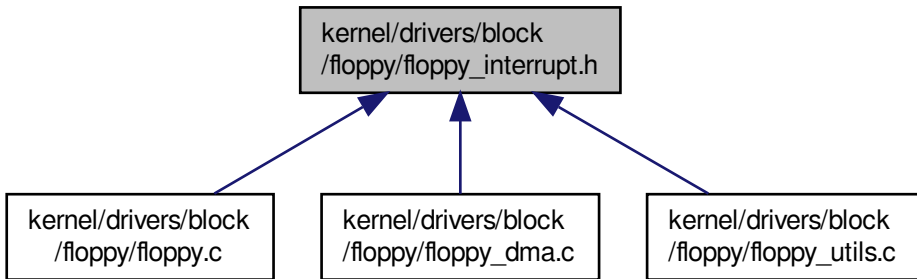 kernel/drivers/block
/floppy/floppy_interrupt.h
kernel/drivers/block
/floppy/floppy.c
kernel/drivers/block
/floppy/floppy_dma.c
kernel/drivers/block
/floppy/floppy_utils.c